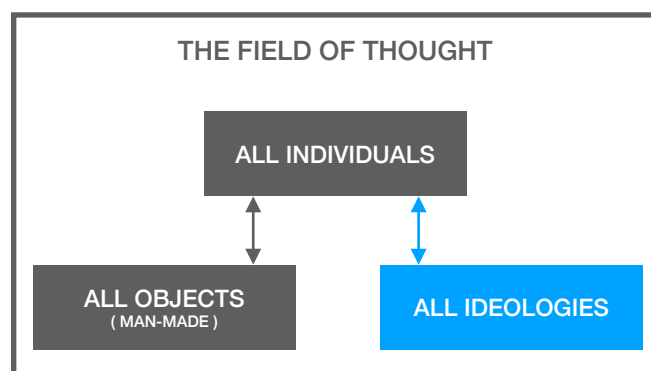 THE FIELD OF THOUGHT
ALL INDIVIDUALS
ALL OBJECTS
( MAN-MADE )
ALL IDEOLOGIES